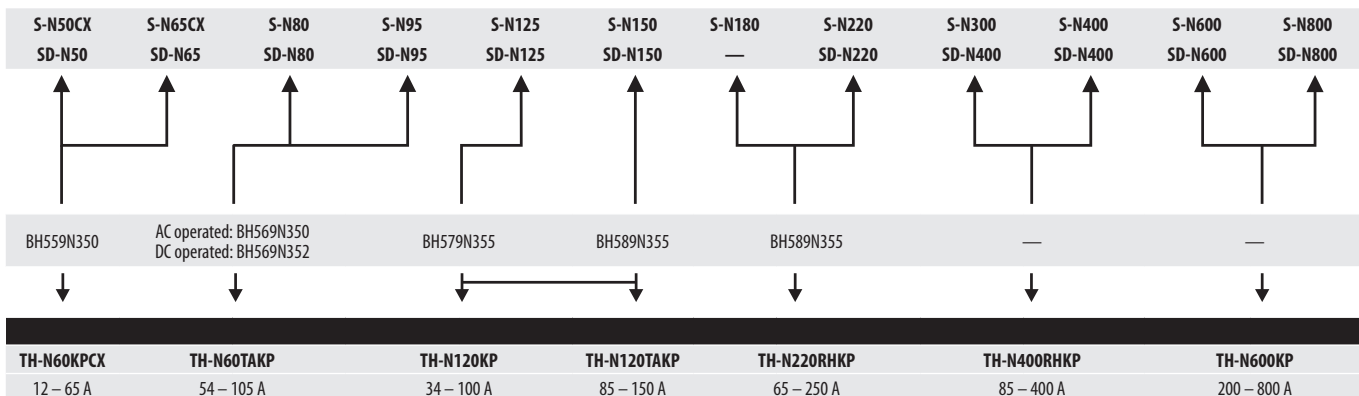 S-N50CX S-N65CX S-N80 S-N95 S-N125 S-N150 S-N180 S-N220 S-N300 S-N400 S-N600 S-N800
SD-N50 SD-N65 SD-N80 SD-N95 SD-N125 SD-N150 — SD-N220 SD-N400 SD-N400 SD-N600 SD-N800
BH559N350 AC operated: BH569N350 BH579N355 BH589N355 BH589N355 — —
DC operated: BH569N352
TH-N60KPCX TH-N60TAKP TH-N120KP TH-N120TAKP TH-N220RHKP TH-N400RHKP TH-N600KP
12 – 65 A 54 – 105 A 34 – 100 A 85 – 150 A 65 – 250 A 85 – 400 A 200 – 800 A